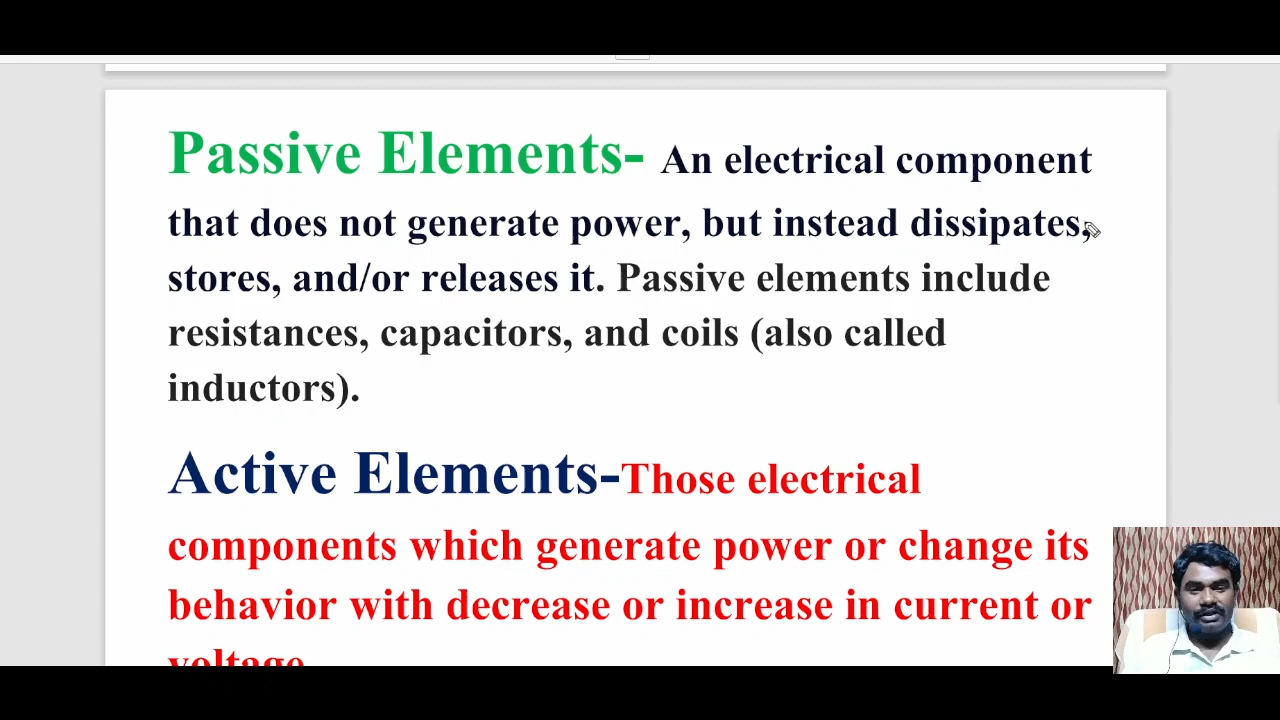 Passive Elements- An electrical component
that does not generate power, but instead dissipates,
stores, and/or releases it. Passive elements include
resistances, capacitors, and coils (also called
inductors).
Active Elements-Those electrical
components which generate power or change its
behavior with decrease or increase in current or
voltage